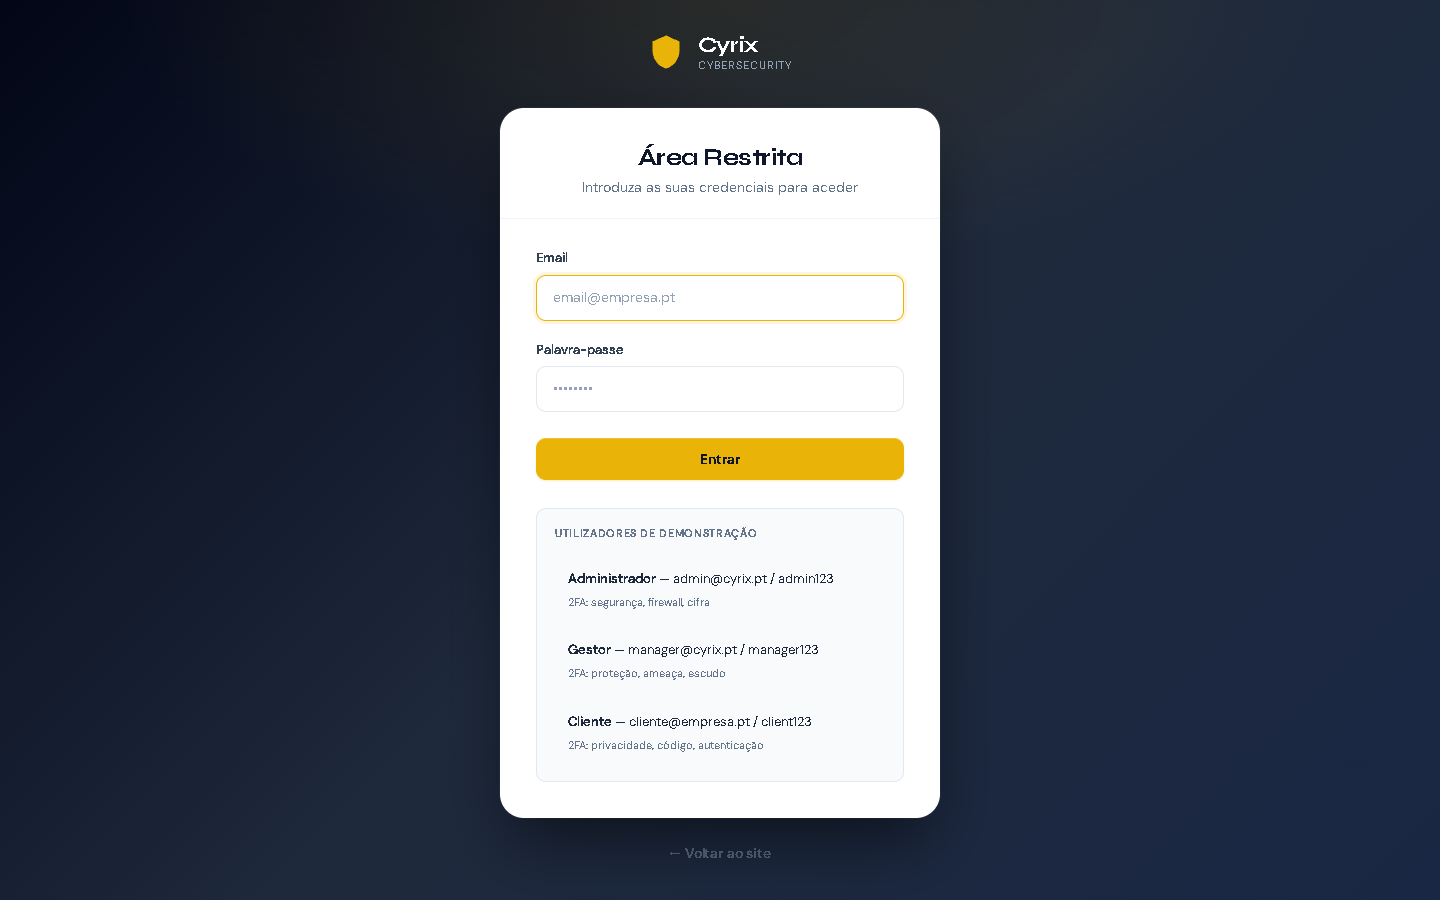 Cyrix
CYBERSECURITY
Área Restrita
Introduza as suas credenciais para aceder
Email
email@empresa.pt
Palavra-passe
••••••••
Entrar
UTILIZADORES DE DEMONSTRAÇÃO
Administrador — admin@cyrix.pt / admin123
2FA: segurança, firewall, cifra
Gestor — manager@cyrix.pt / manager123
2FA: proteção, ameaça, escudo
Cliente — cliente@empresa.pt / client123
2FA: privacidade, código, autenticação
← Voltar ao site